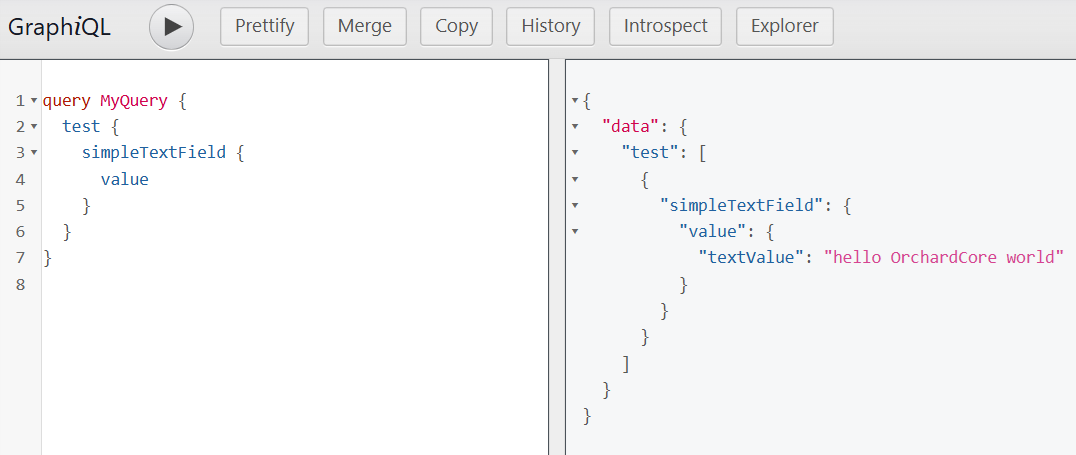 GraphiQL Prettify Merge Copy History Introspect Explorer
1 query MyQuery {
2 test {
3 simpleTextField {
4 value
5 }
6 }
7 }
8
{
"data": {
"test": [
{
"simpleTextField": {
"value": {
"textValue": "hello OrchardCore world"
}
}
}
]
}
}